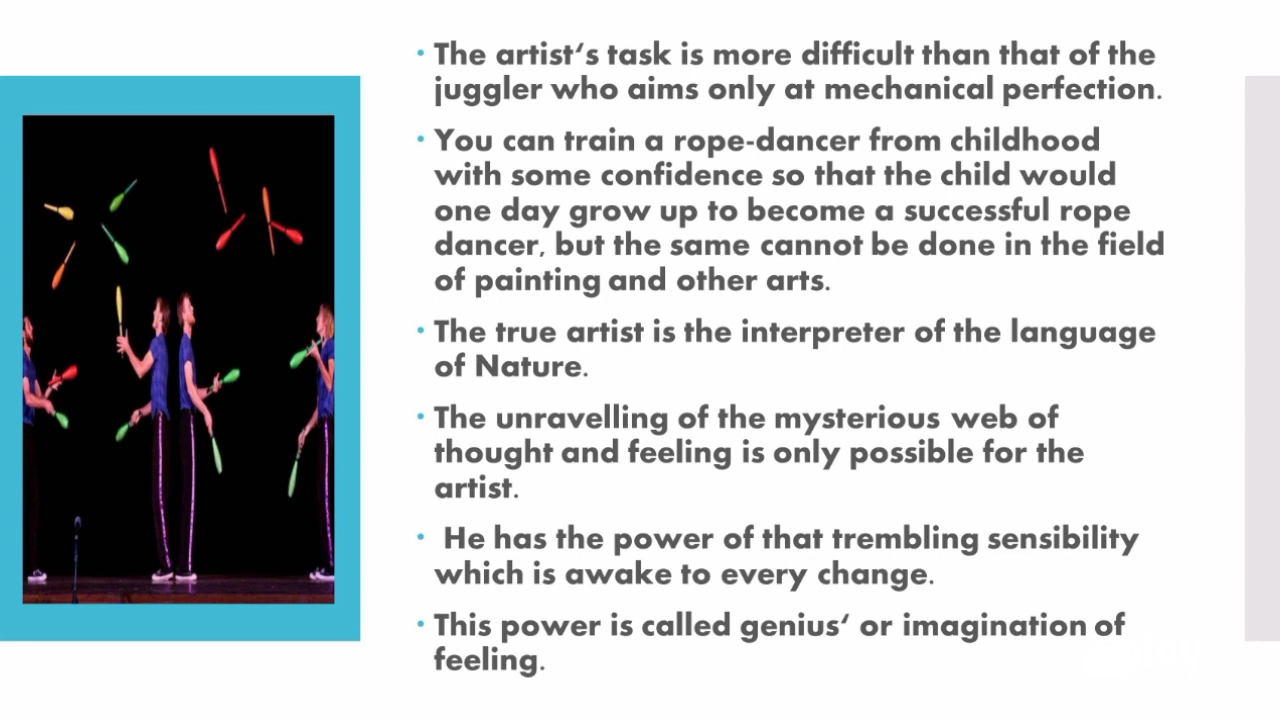 The artist‘s task is more difficult than that of the
juggler who aims only at mechanical perfection.
You can train a rope-dancer from childhood
with some confidence so that the child would
one day grow up to become a successful rope
dancer, but the same cannot be done in the field
of painting and other arts.
The true artist is the interpreter of the language
of Nature.
The unravelling of the mysterious web of
thought and feeling is only possible for the
artist.
He has the power of that trembling sensibility
which is awake to every change.
This power is called genius‘ or imagination of
feeling.